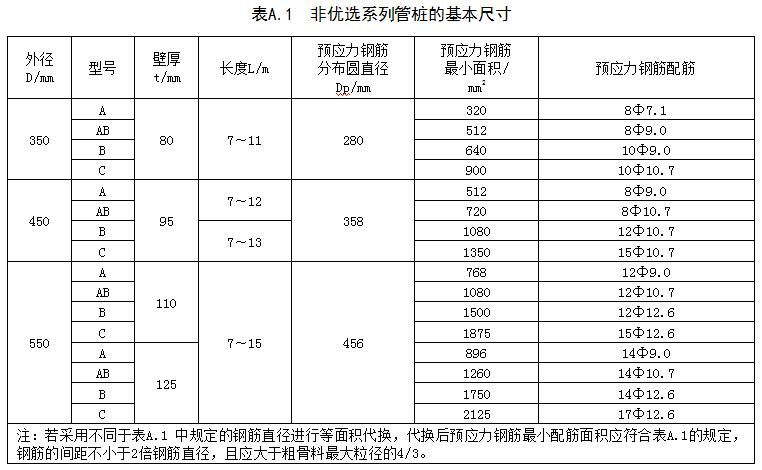 表A.1 非优选系列管桩的基本尺寸
外径 D/mm 型号 壁厚 t/mm 长度L/m 预应力钢筋 分布圆直径 Dp/mm 预应力钢筋 最小面积/ mm² 预应力钢筋配筋
350 A 80 7～11 280 320 8Φ7.1
AB 512 8Φ9.0
B 640 10Φ9.0
C 900 10Φ10.7
450 A 95 7～12 358 512 8Φ9.0
AB 720 8Φ10.7
B 7～13 1080 12Φ10.7
C 1350 15Φ10.7
550 A 110 7～15 456 768 12Φ9.0
AB 1080 12Φ10.7
B 1500 12Φ12.6
C 1875 15Φ12.6
A 125 896 14Φ9.0
AB 1260 14Φ10.7
B 1750 14Φ12.6
C 2125 17Φ12.6
注：若采用不同于表A.1 中规定的钢筋直径进行等面积代换，代换后预应力钢筋最小配筋面积应符合表A.1的规定，
钢筋的间距不小于2倍钢筋直径，且应大于粗骨料最大粒径的4/3。